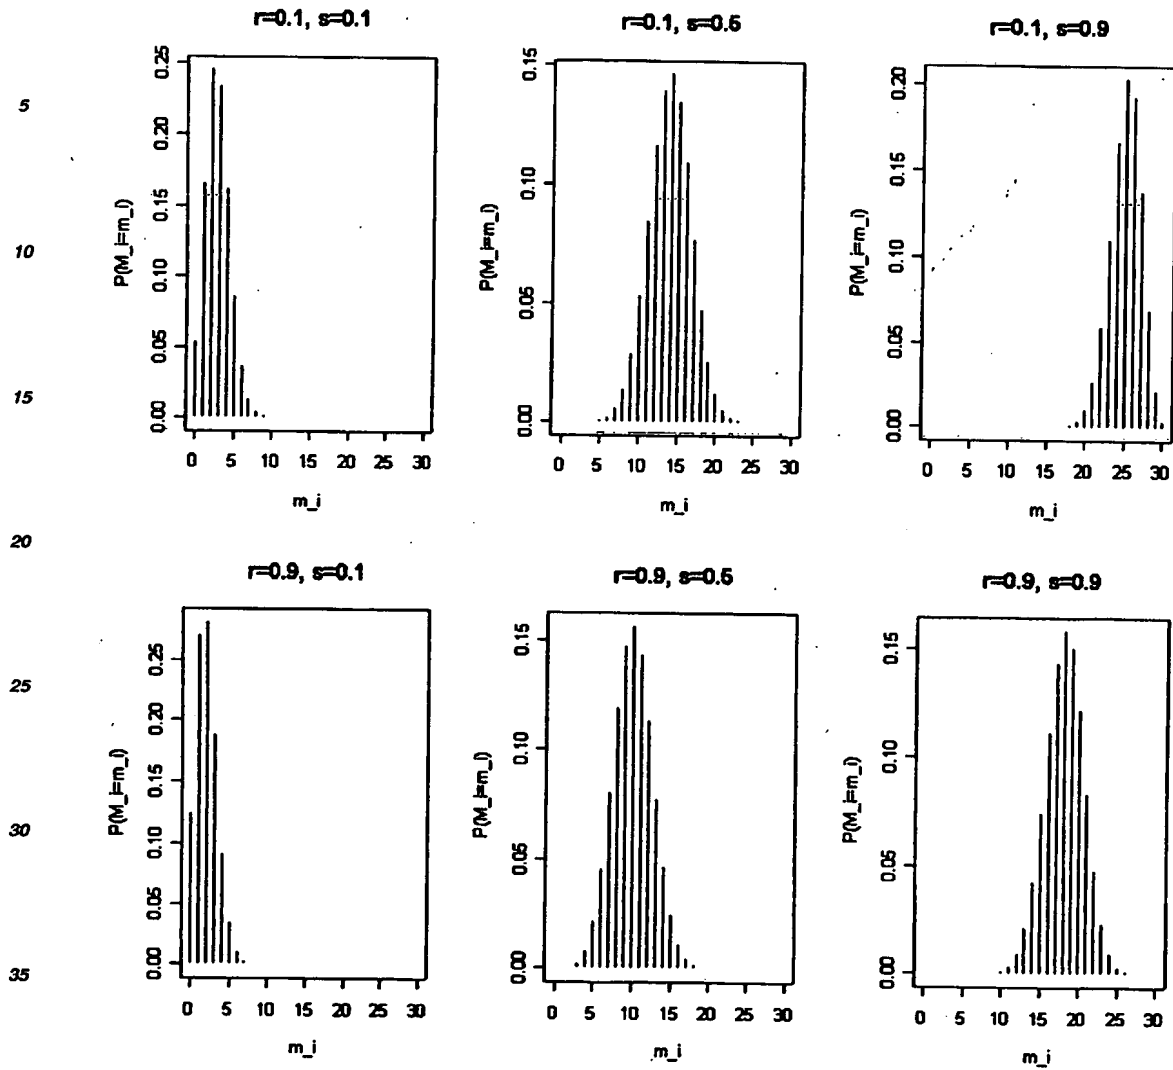 r=0.1, s=0.1
P(M_i=m_i)
0.00 0.05 0.10 0.15 0.20 0.25
0 5 10 15 20 25 30
m_i
r=0.1, s=0.5
P(M_i=m_i)
0.00 0.05 0.10 0.15
0 5 10 15 20 25 30
m_i
r=0.1, s=0.9
P(M_i=m_i)
0.00 0.05 0.10 0.15 0.20
0 5 10 15 20 25 30
m_i
r=0.9, s=0.1
P(M_i=m_i)
0.00 0.05 0.10 0.15 0.20 0.25
0 5 10 15 20 25 30
m_i
r=0.9, s=0.5
P(M_i=m_i)
0.00 0.05 0.10 0.15
0 5 10 15 20 25 30
m_i
r=0.9, s=0.9
P(M_i=m_i)
0.00 0.05 0.10 0.15
0 5 10 15 20 25 30
m_i
5
10
15
20
25
30
35